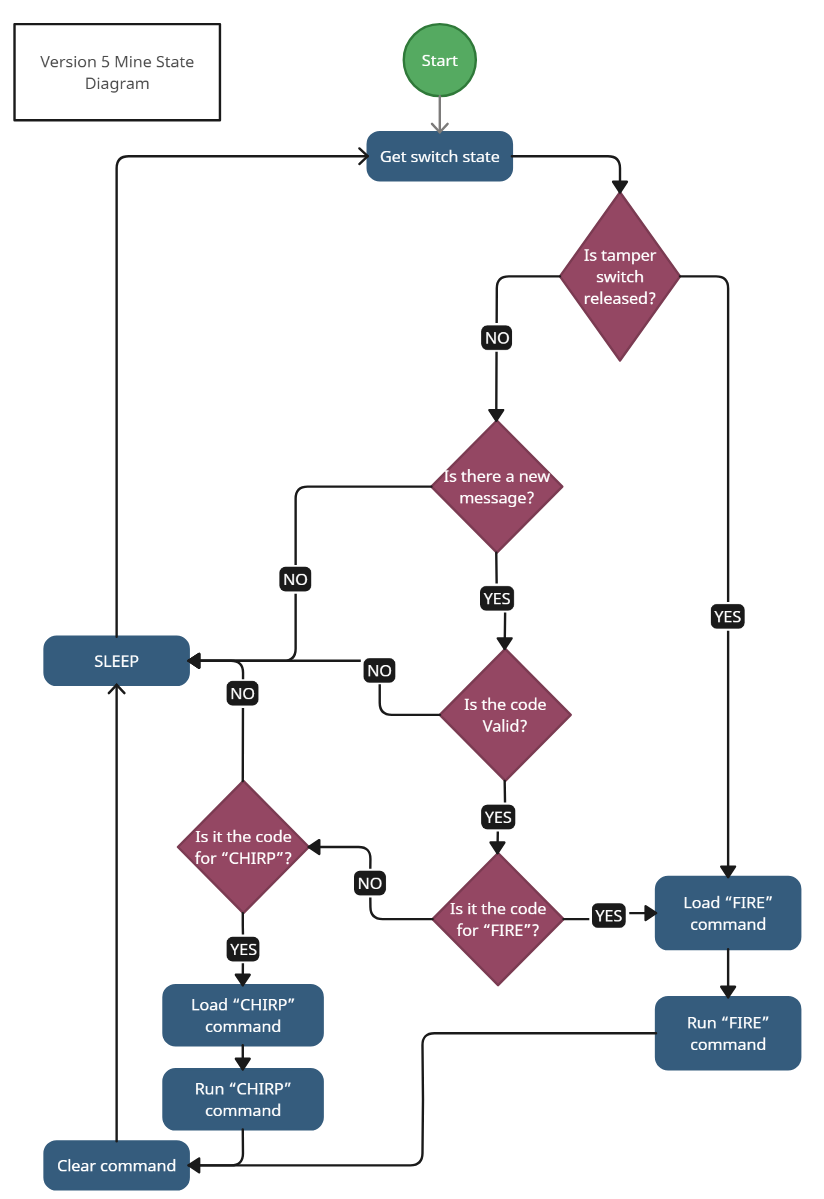 Version 5 Mine State
Diagram
Start
Get switch state
Is tamper
switch
released?
NO
Is there a new
message?
NO
YES
YES
SLEEP
NO
NO
Is the code
Valid?
YES
Is it the code
for “CHIRP”?
NO
Is it the code
for “FIRE”?
YES
Load “FIRE”
command
YES
Load “CHIRP”
command
Run “FIRE”
command
Run “CHIRP”
command
Clear command